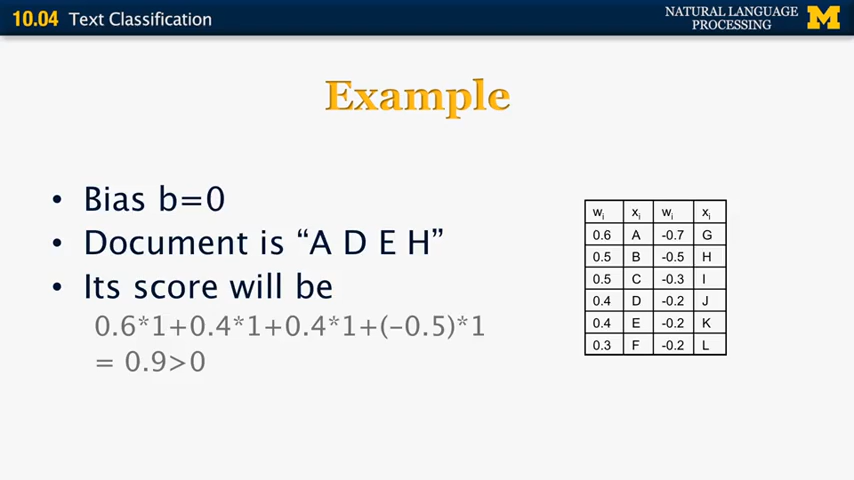 10.04 Text Classification
NATURAL LANGUAGE
PROCESSING
M
Example
• Bias b=0
• Document is “A D E H”
• Its score will be
0.6*1+0.4*1+0.4*1+(−0.5)*1
= 0.9>0
wi xi wi xi
0.6 A -0.7 G
0.5 B -0.5 H
0.5 C -0.3 I
0.4 D -0.2 J
0.4 E -0.2 K
0.3 F -0.2 L